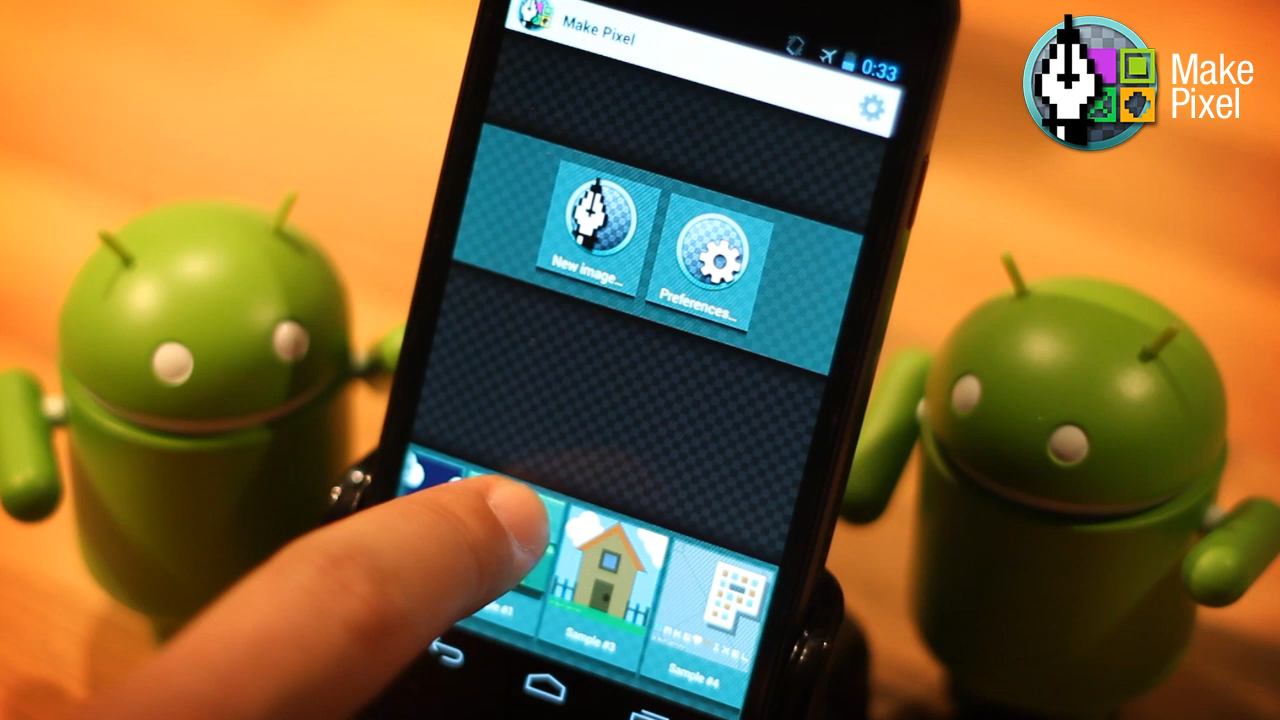 Make Pixel
0:33
Make
Pixel
New image...
Preferences...
Sample #3
Sample #4